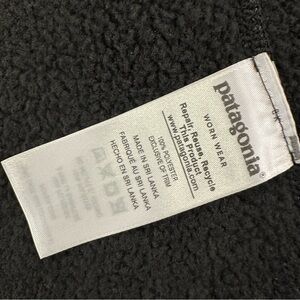 patagonia®
WORN WEAR
Repair, Reuse, Recycle
This Product
www.patagonia.com
100% POLYESTER
EXCLUSIVE OF TRIM
MADE IN SRI LANKA
FABRIQUÉ AU SRI LANKA
HECHO EN SRI LANKA